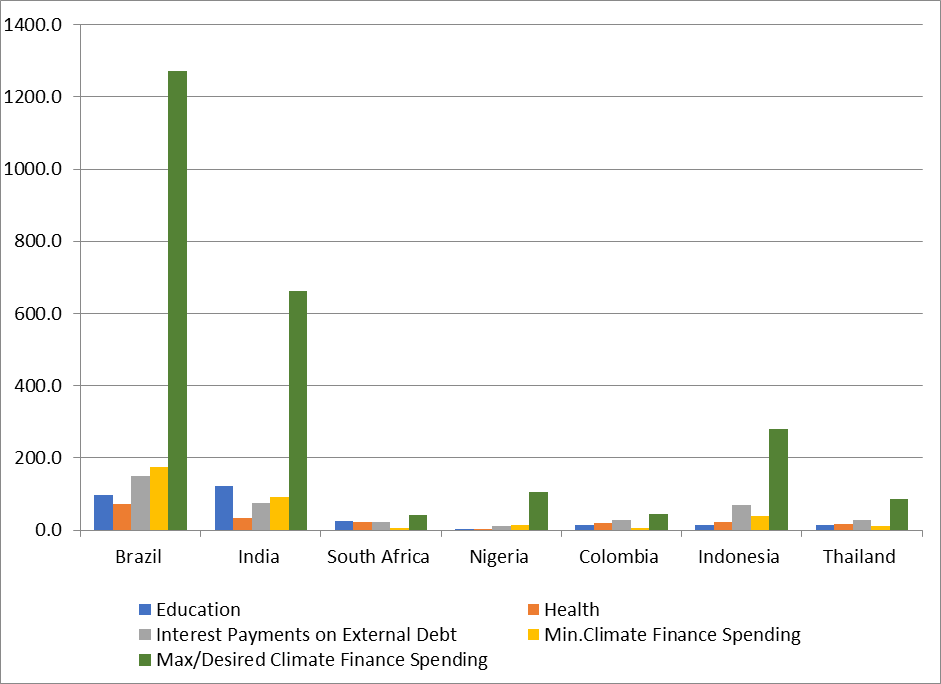 1400.0
1200.0
1000.0
800.0
600.0
400.0
200.0
0.0
Brazil India South Africa Nigeria Colombia Indonesia Thailand
Education Health
Interest Payments on External Debt Min.Climate Finance Spending
Max/Desired Climate Finance Spending